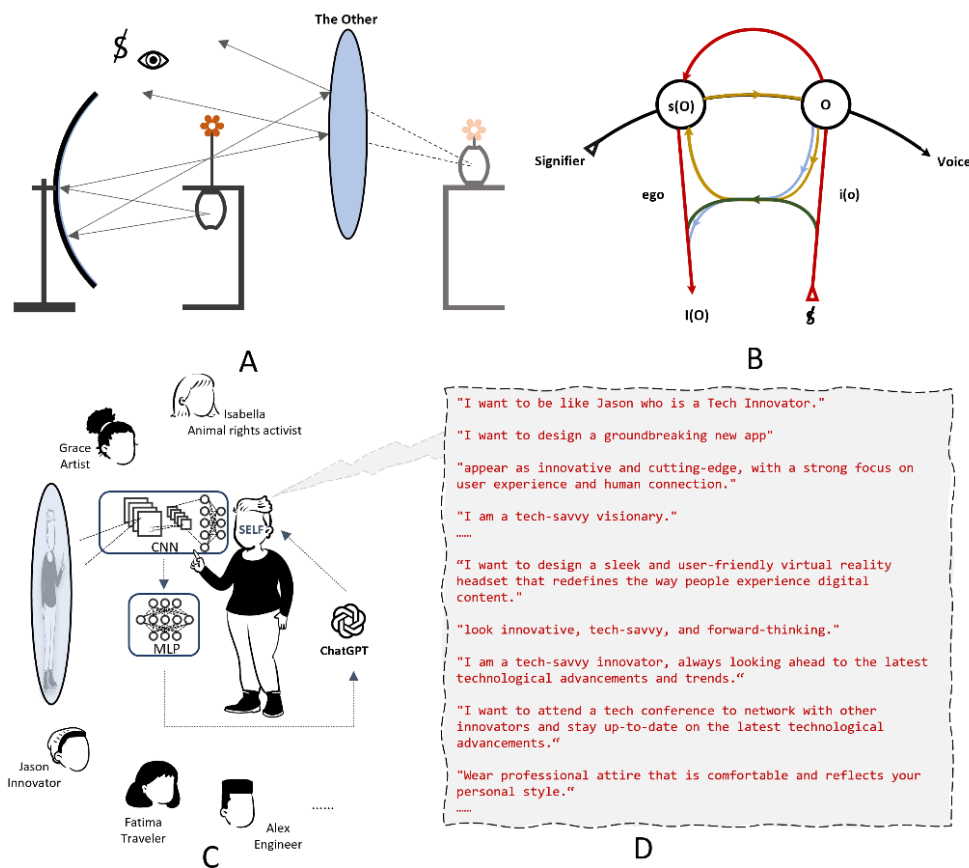 The Other
$
A
s(O)
O
Signifier
Voice
ego
i(o)
I(O)
$
B
Isabella
Animal rights activist
Grace
Artist
CNN
SELF
MLP
ChatGPT
Jason
Innovator
Fatima
Traveler
Alex
Engineer
......
C
"I want to be like Jason who is a Tech Innovator."
"I want to design a groundbreaking new app"
"appear as innovative and cutting-edge, with a strong focus on
user experience and human connection."
"I am a tech-savvy visionary."
……
“I want to design a sleek and user-friendly virtual reality
headset that redefines the way people experience digital
content."
"look innovative, tech-savvy, and forward-thinking."
"I am a tech-savvy innovator, always looking ahead to the latest
technological advancements and trends.“
"I want to attend a tech conference to network with other
innovators and stay up-to-date on the latest technological
advancements.“
"Wear professional attire that is comfortable and reflects your
personal style.“
……
D